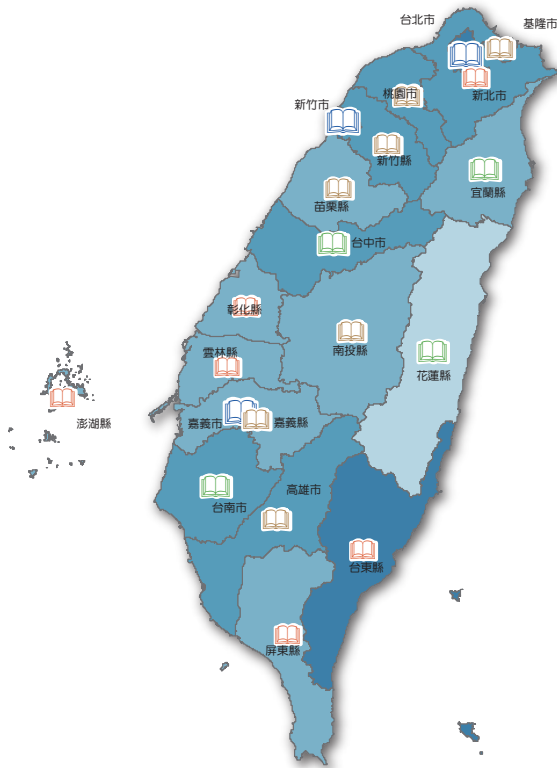 台北市
基隆市
桃園市
新北市
新竹市
新竹縣
宜蘭縣
苗栗縣
台中市
彰化縣
南投縣
雲林縣
花蓮縣
澎湖縣
嘉義市
嘉義縣
高雄市
台南市
台東縣
屏東縣